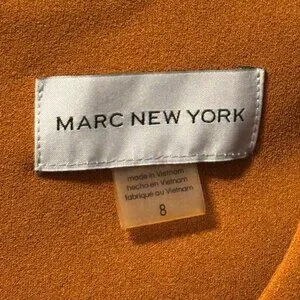 MARC NEW YORK
made in Vietnam
hecho en Vietnam
fabriqué au Vietnam
8